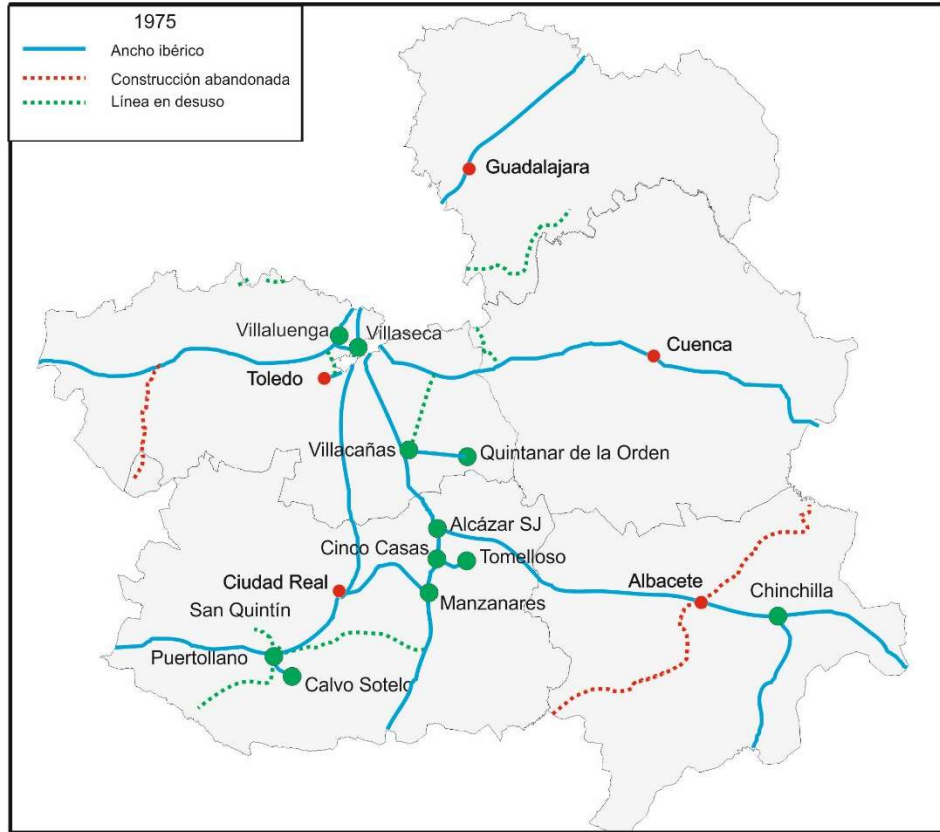 1975
Ancho ibérico
Construcción abandonada
Línea en desuso
Guadalajara
Villaluenga
Villaseca
Cuenca
Toledo
Villacañas
Quintanar de la Orden
Alcázar SJ
Cinco Casas
Tomelloso
Ciudad Real
Albacete
Chinchilla
San Quintín
Manzanares
Puertollano
Calvo Sotelo